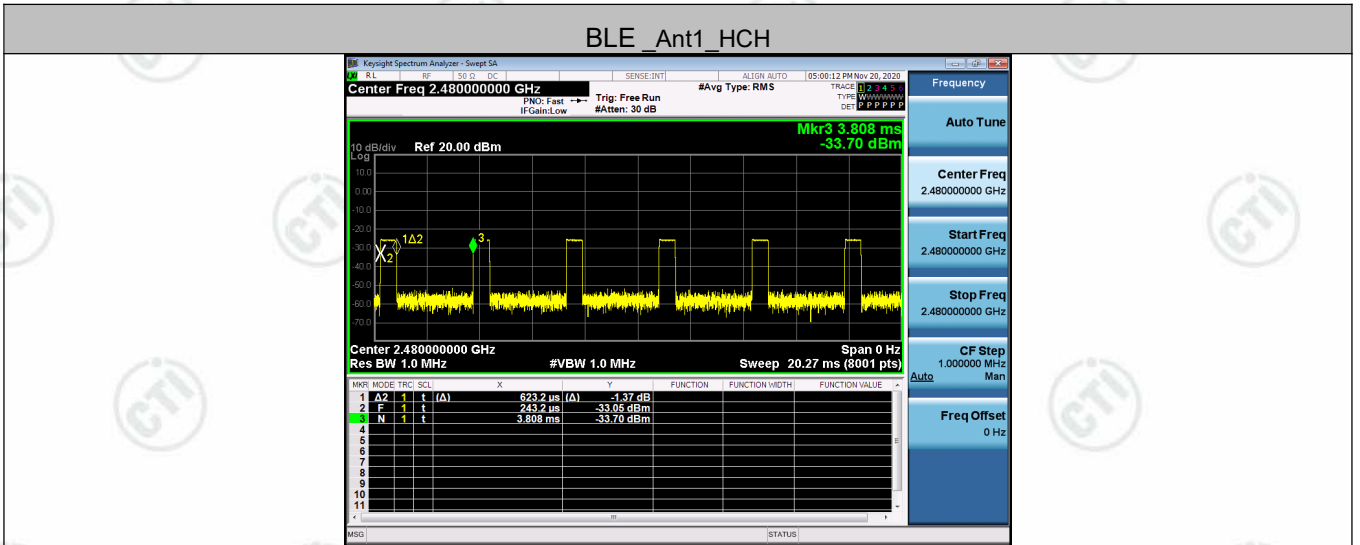 BLE _Ant1_HCH
Keysight Spectrum Analyzer - Swept SA
RL RF 50 Ω DC SENSE:INT ALIGN AUTO 05:00:12 PM Nov 20, 2020
Center Freq 2.480000000 GHz #Avg Type: RMS TRACE 1 2 3 4 5 6
PNO: Fast Trig: Free Run TYPE WWWWWW
IFGain:Low #Atten: 30 dB DET P P P P P P
Frequency
Auto Tune
Mkr3 3.808 ms
-33.70 dBm
10 dB/div Ref 20.00 dBm
Log
10.0
0.00
-10.0
-20.0
-30.0
-40.0
-50.0
-60.0
-70.0
1Δ2
2
3
Center 2.480000000 GHz Span 0 Hz
Res BW 1.0 MHz #VBW 1.0 MHz Sweep 20.27 ms (8001 pts)
MKR MODE TRC SCL X Y FUNCTION FUNCTION WIDTH FUNCTION VALUE
1 Δ2 1 t (Δ) 623.2 µs (Δ) -1.37 dB
2 F 1 t 243.2 µs -33.05 dBm
3 N 1 t 3.808 ms -33.70 dBm
4
5
6
7
8
9
10
11
MSG STATUS
Center Freq
2.480000000 GHz
Start Freq
2.480000000 GHz
Stop Freq
2.480000000 GHz
CF Step
1.000000 MHz
Auto Man
Freq Offset
0 Hz
CTI
CTI
CTI
CTI
CTI